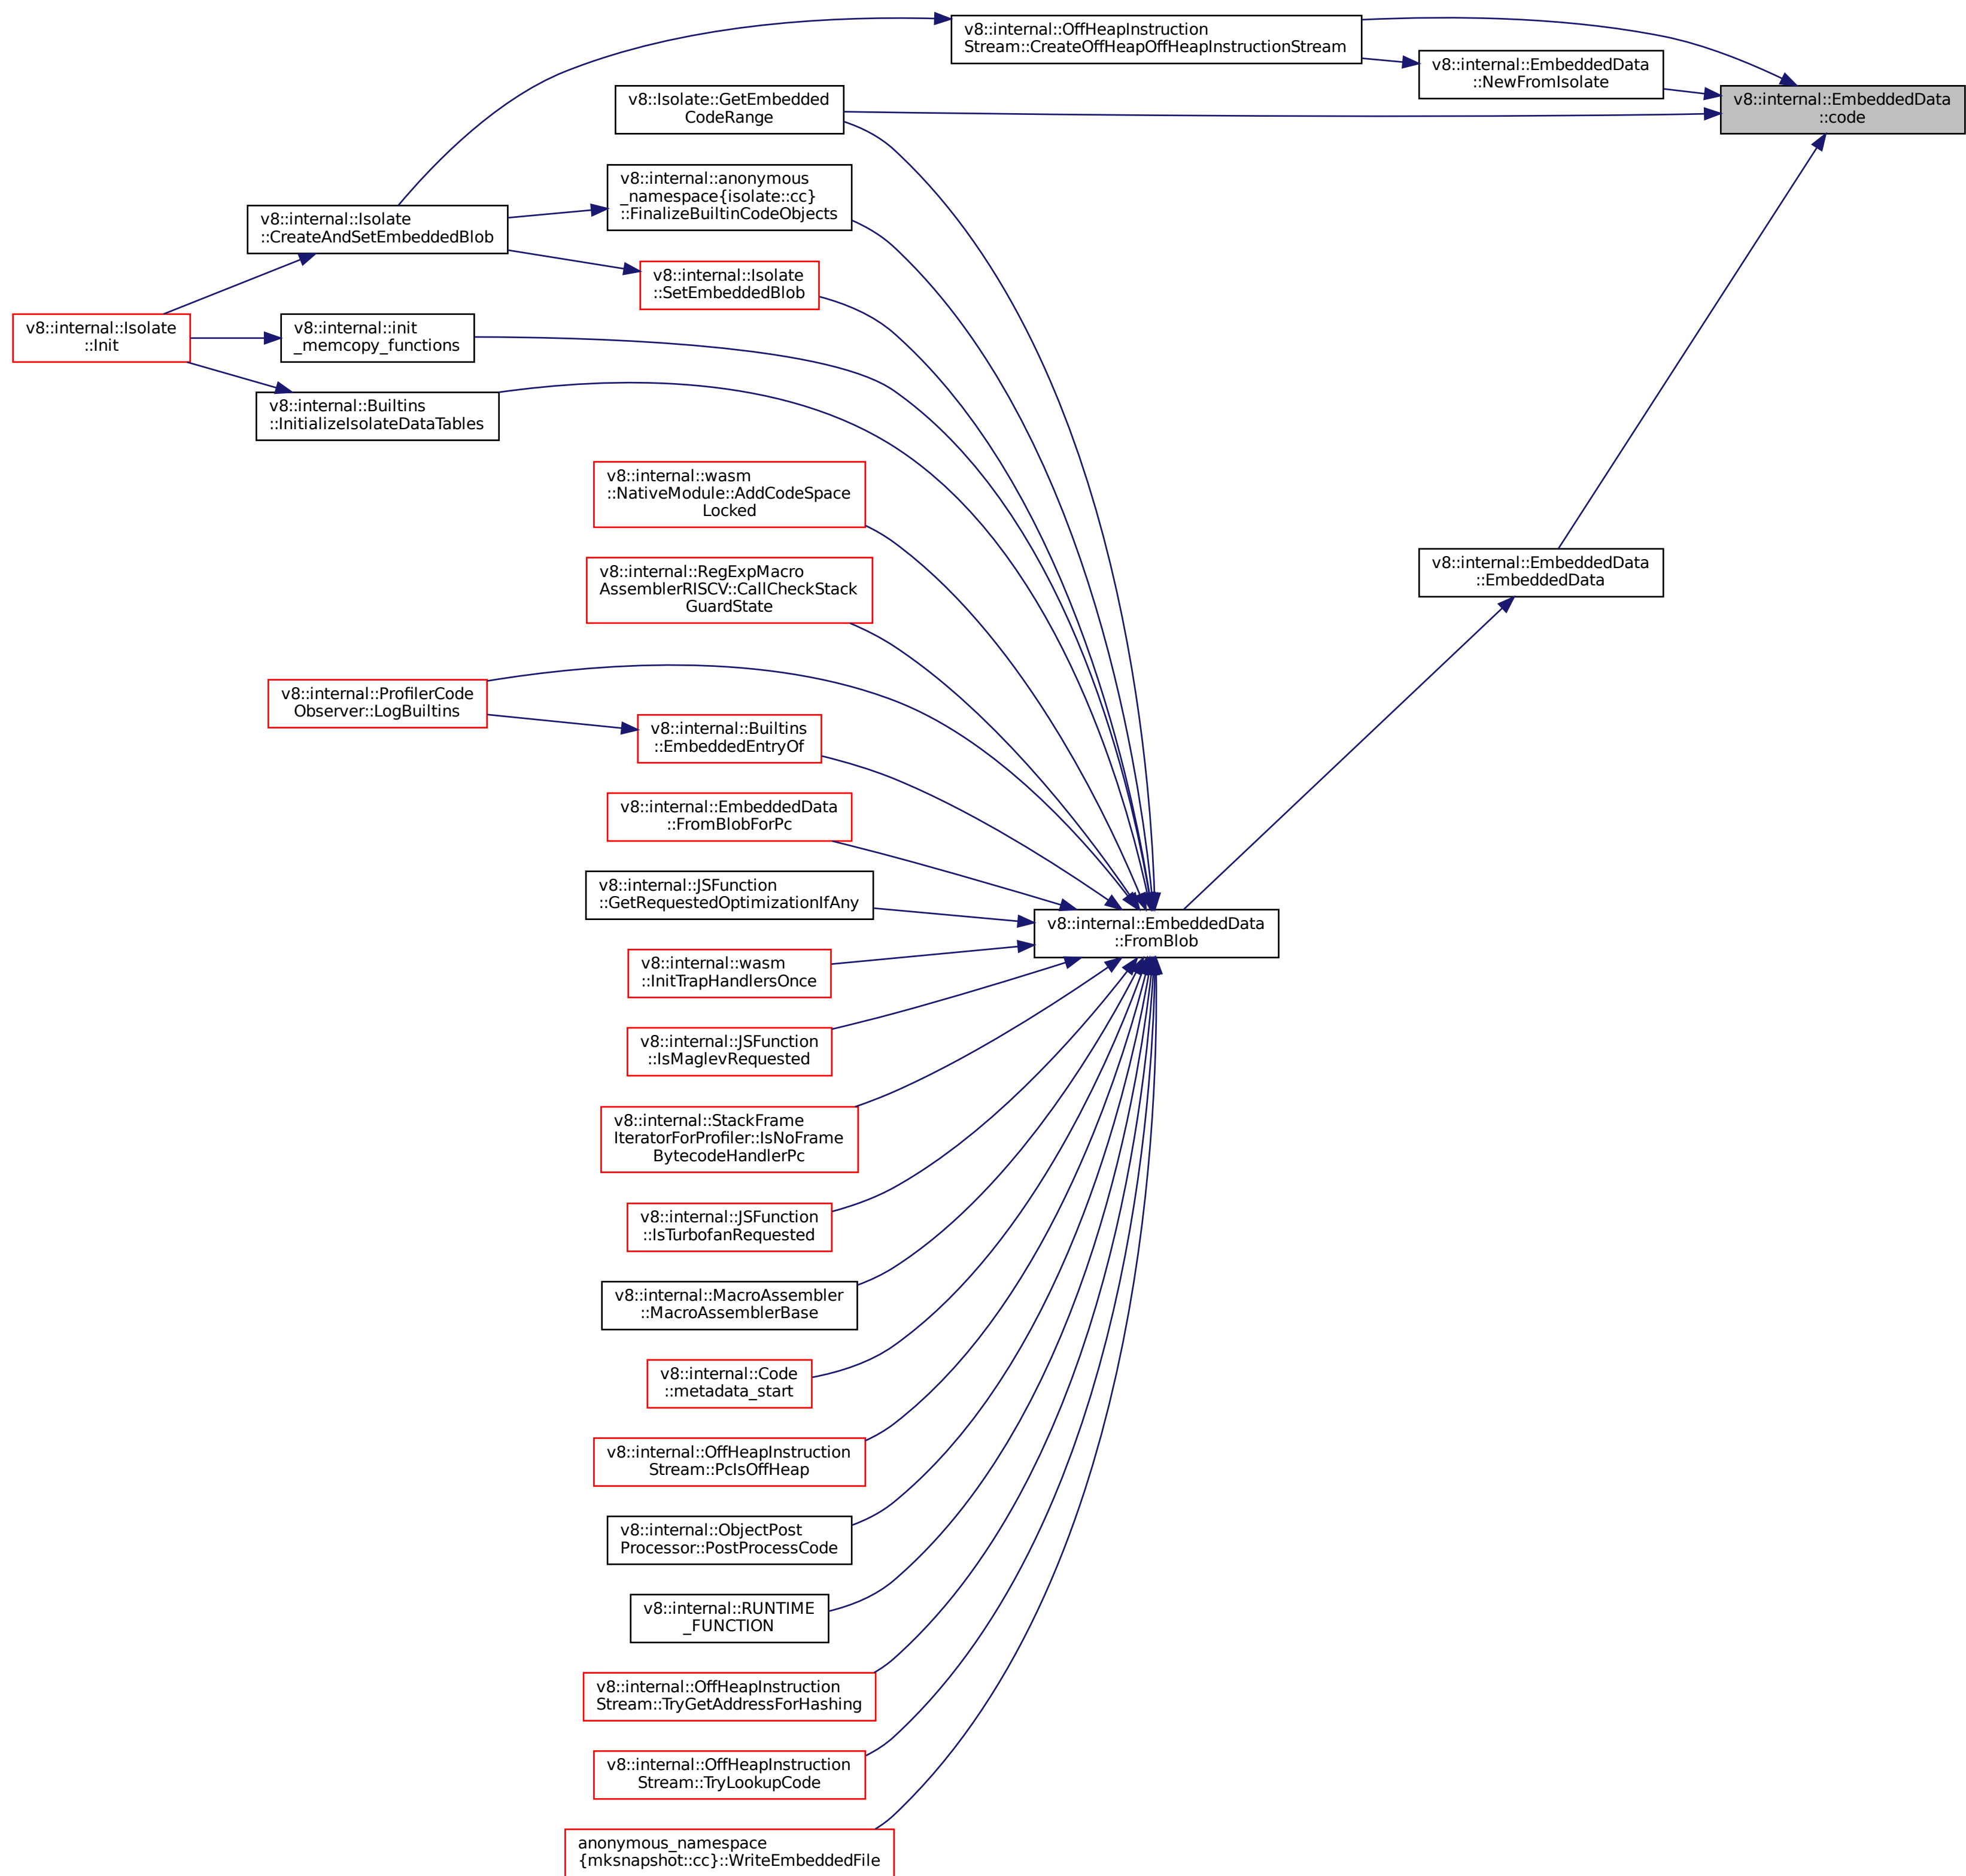 v8::internal::OffHeapInstruction
Stream::CreateOffHeapOffHeapInstructionStream
v8::internal::EmbeddedData
::NewFromIsolate
v8::internal::EmbeddedData
::code
v8::Isolate::GetEmbedded
CodeRange
v8::internal::anonymous
_namespace{isolate::cc}
::FinalizeBuiltinCodeObjects
v8::internal::Isolate
::CreateAndSetEmbeddedBlob
v8::internal::Isolate
::SetEmbeddedBlob
v8::internal::Isolate
::Init
v8::internal::init
_memcopy_functions
v8::internal::Builtins
::InitializeIsolateDataTables
v8::internal::wasm
::NativeModule::AddCodeSpace
Locked
v8::internal::EmbeddedData
::EmbeddedData
v8::internal::RegExpMacro
AssemblerRISCV::CallCheckStack
GuardState
v8::internal::ProfilerCode
Observer::LogBuiltins
v8::internal::Builtins
::EmbeddedEntryOf
v8::internal::EmbeddedData
::FromBlobForPc
v8::internal::JSFunction
::GetRequestedOptimizationIfAny
v8::internal::EmbeddedData
::FromBlob
v8::internal::wasm
::InitTrapHandlersOnce
v8::internal::JSFunction
::IsMaglevRequested
v8::internal::StackFrame
IteratorForProfiler::IsNoFrame
BytecodeHandlerPc
v8::internal::JSFunction
::IsTurbofanRequested
v8::internal::MacroAssembler
::MacroAssemblerBase
v8::internal::Code
::metadata_start
v8::internal::OffHeapInstruction
Stream::PcIsOffHeap
v8::internal::ObjectPost
Processor::PostProcessCode
v8::internal::RUNTIME
_FUNCTION
v8::internal::OffHeapInstruction
Stream::TryGetAddressForHashing
v8::internal::OffHeapInstruction
Stream::TryLookupCode
anonymous_namespace
{mksnapshot::cc}::WriteEmbeddedFile